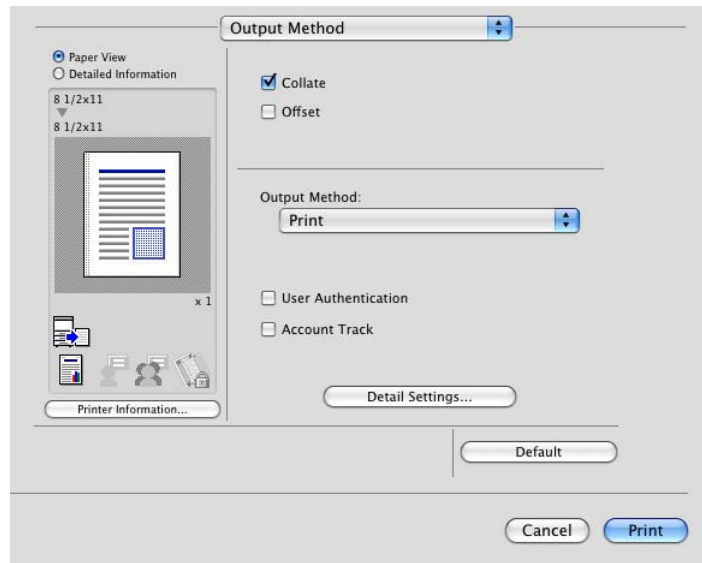 Output Method
Paper View
Detailed Information
8 1/2x11
8 1/2x11
x 1
Printer Information...
Collate
Offset
Output Method:
Print
User Authentication
Account Track
Detail Settings...
Default
Cancel
Print